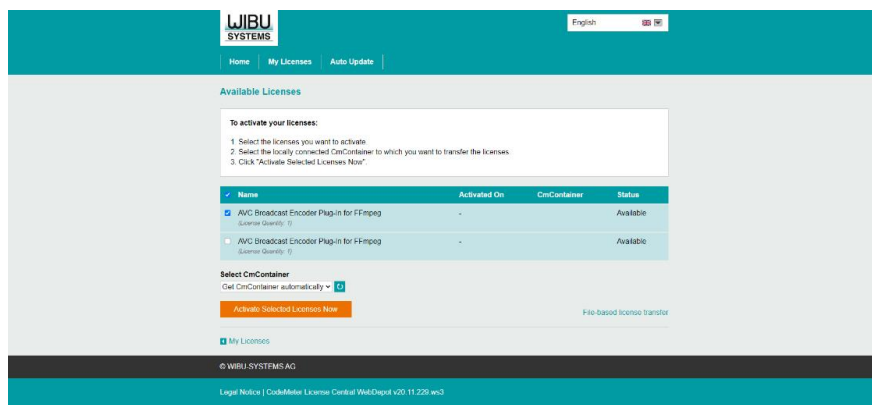 WIBU
SYSTEMS
English
Home
My Licenses
Auto Update
Available Licenses
To activate your licenses:
1. Select the licenses you want to activate
2. Select the locally connected CmContainer to which you want to transfer the licenses
3. Click "Activate Selected Licenses Now".
Name Activated On CmContainer Status
AVC Broadcast Encoder Plug-In for FFmpeg - Available
(License Quantity: 1)
AVC Broadcast Encoder Plug-In for FFmpeg - Available
(License Quantity: 1)
Select CmContainer
Get CmContainer automatically
Activate Selected Licenses Now
File-based license transfer
My Licenses
© WIBU-SYSTEMS AG
Legal Notice | CodeMeter License Central WebDepot v20.11.229.ws3